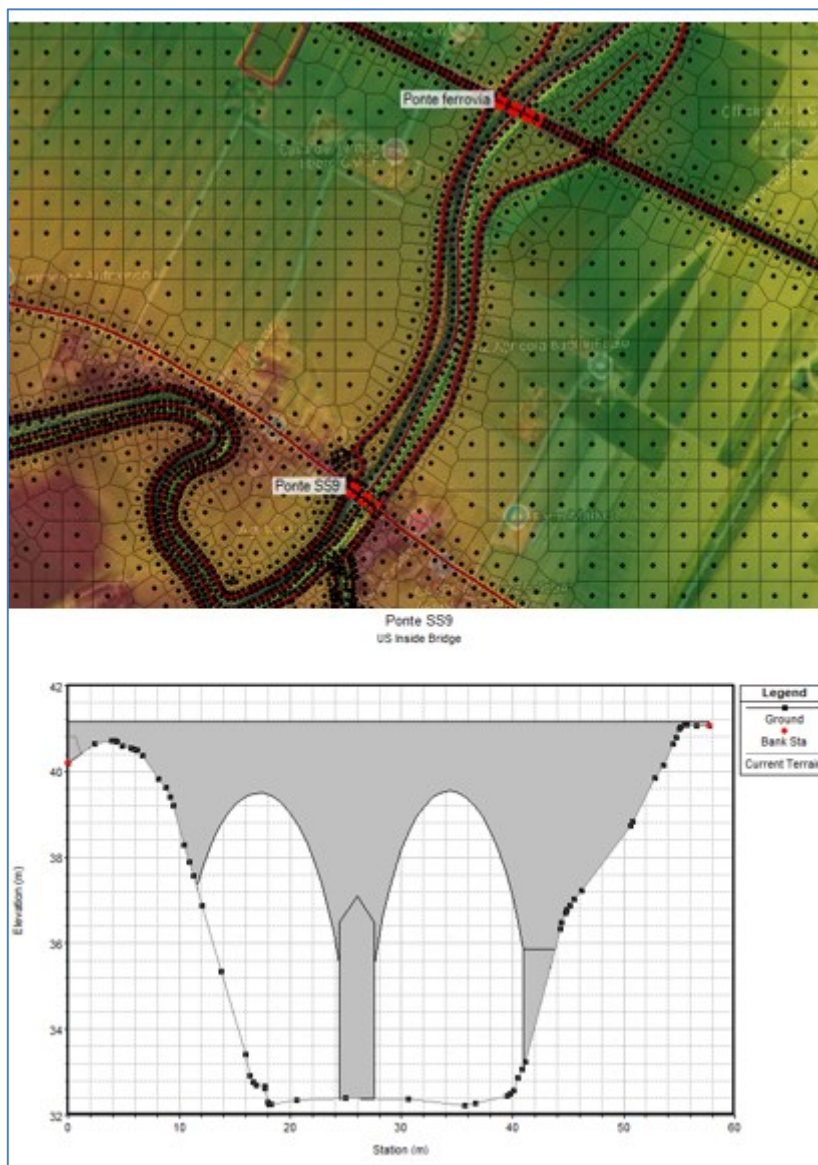 Ponte ferrovia
Ponte SS9
Ponte SS9
US Inside Bridge
42
40
38
36
34
32
Elevation (m)
0
10
20
30
40
50
60
Station (m)
Legend
Ground
Bank Sta
Current Terrain